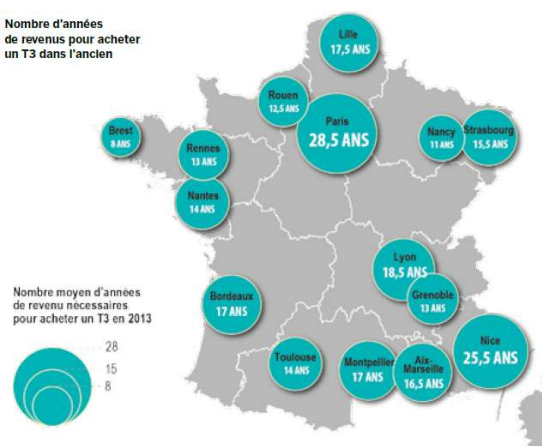 Nombre d'années
de revenus pour acheter
un T3 dans l'ancien
Lille
17,5 ANS
Rouen
12,5 ANS
Paris
28,5 ANS
Brest
8 ANS
Rennes
13 ANS
Nancy
11 ANS
Strasbourg
15,5 ANS
Nantes
14 ANS
Lyon
18,5 ANS
Grenoble
13 ANS
Bordeaux
17 ANS
Toulouse
14 ANS
Montpellier
17 ANS
Aix-
Marseille
16,5 ANS
Nice
25,5 ANS
Nombre moyen d'années
de revenu nécessaires
pour acheter un T3 en 2013
28
15
8